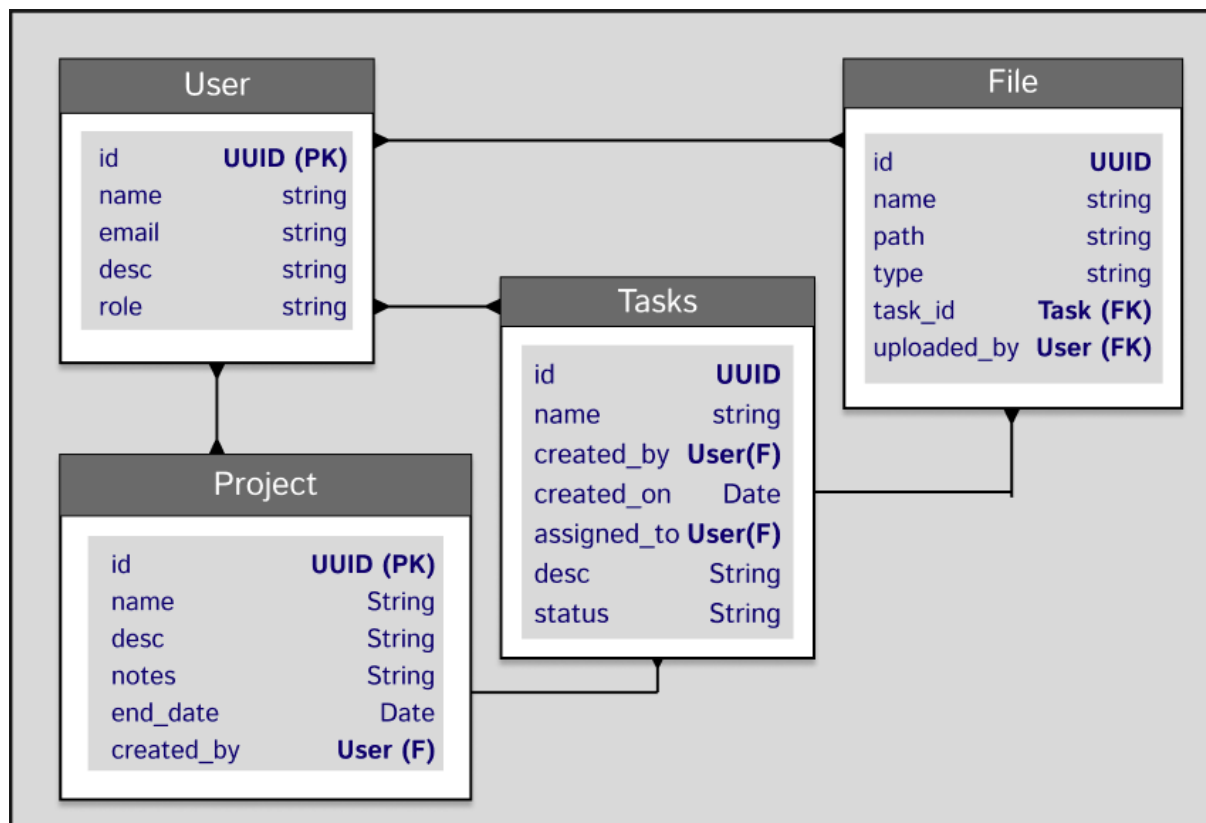 User
id UUID (PK)
name string
email string
desc string
role string
File
id UUID
name string
path string
type string
task_id Task (FK)
uploaded_by User (FK)
Tasks
id UUID
name string
created_by User(F)
created_on Date
assigned_to User(F)
desc String
status String
Project
id UUID (PK)
name String
desc String
notes String
end_date Date
created_by User (F)